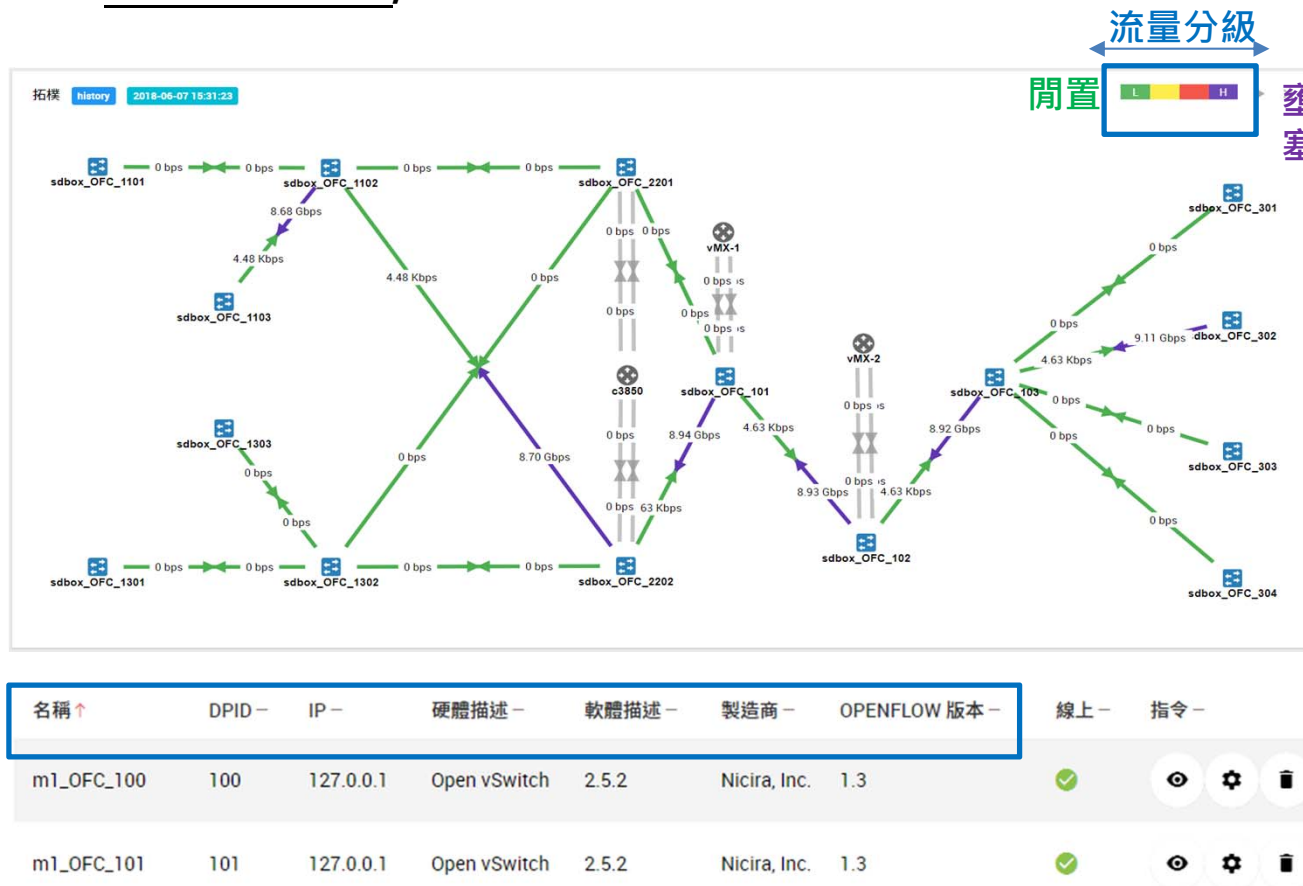 流量分級
閒置
L H
壅
塞
拓樸 history 2018-06-07 15:31:23
sdbox_OFC_1101
0 bps
0 bps
sdbox_OFC_1102
0 bps
0 bps
sdbox_OFC_2201
sdbox_OFC_301
8.68 Gbps
4.48 Kbps
sdbox_OFC_1103
4.48 Kbps
0 bps
0 bps
0 bps
0 bps
vMX-1
0 bps
0 bps
0 bps
0 bps
sdbox_OFC_302
9.11 Gbps
4.63 Kbps
0 bps
vMX-2
c3850
sdbox_OFC_101
sdbox_OFC_103
0 bps
0 bps
0 bps
0 bps
sdbox_OFC_303
sdbox_OFC_1303
0 bps
0 bps
0 bps
8.70 Gbps
0 bps
8.94 Gbps
4.63 Kbps
8.92 Gbps
8.93 Gbps
0 bps
4.63 Kbps
0 bps
63 Kbps
0 bps
sdbox_OFC_102
sdbox_OFC_1301
0 bps
0 bps
sdbox_OFC_1302
0 bps
0 bps
sdbox_OFC_2202
sdbox_OFC_304
名稱↑ DPID – IP – 硬體描述 – 軟體描述 – 製造商 – OPENFLOW 版本 – 線上 – 指令 –
m1_OFC_100 100 127.0.0.1 Open vSwitch 2.5.2 Nicira, Inc. 1.3
m1_OFC_101 101 127.0.0.1 Open vSwitch 2.5.2 Nicira, Inc. 1.3